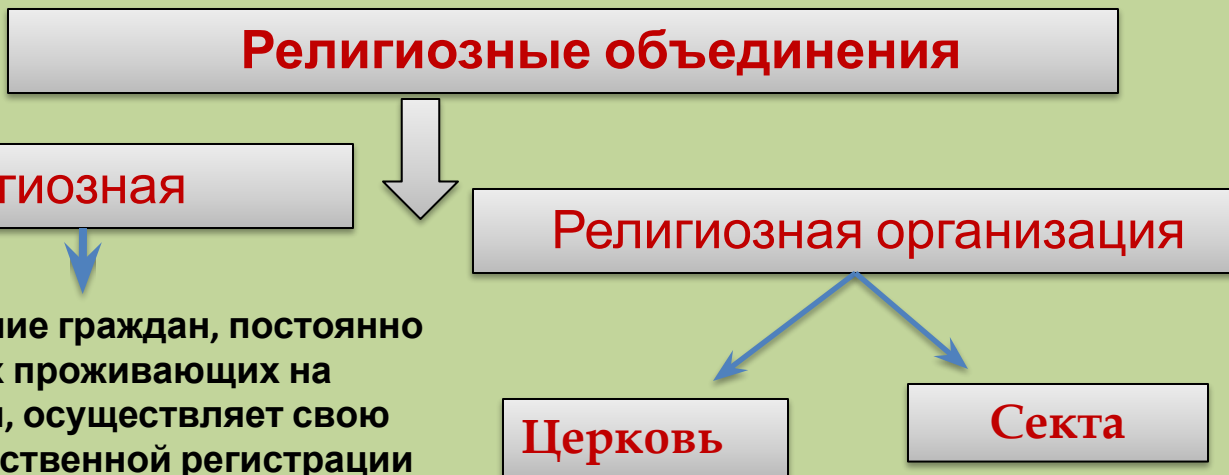 Религиозные объединения
гиозная
Религиозная организация
ние граждан, постоянно
х проживающих на
, осуществляет свою
ственной регистрации
Церковь
Секта